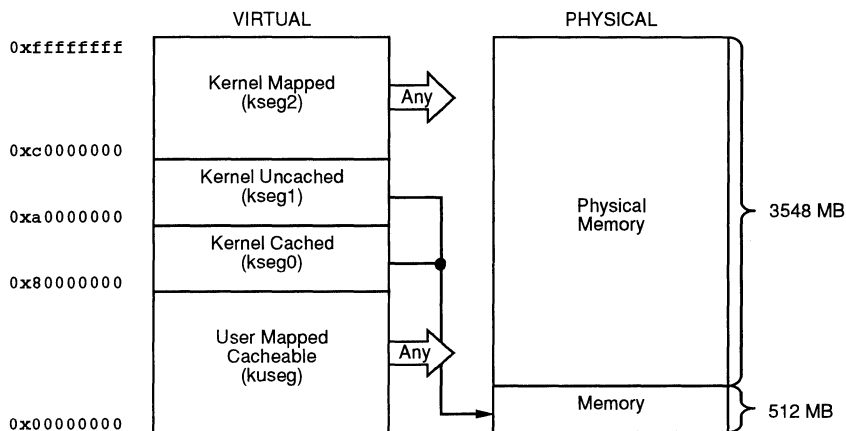 VIRTUAL
PHYSICAL
0xffffffff
Kernel Mapped
(kseg2)
Any
0xc0000000
Kernel Uncached
(kseg1)
0xa0000000
Kernel Cached
(kseg0)
0x80000000
User Mapped
Cacheable
(kuseg)
Any
0x00000000
Physical
Memory
3548 MB
Memory
512 MB